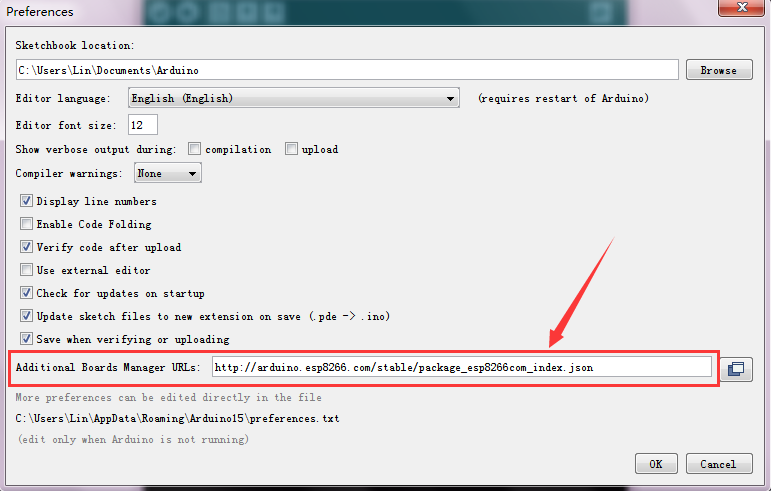 Preferences
Sketchbook location:
C:\Users\Lin\Documents\Arduino Browse
Editor language: English (English) (requires restart of Arduino)
Editor font size: 12
Show verbose output during: compilation upload
Compiler warnings: None
Display line numbers
Enable Code Folding
Verify code after upload
Use external editor
Check for updates on startup
Update sketch files to new extension on save (.pde -> .ino)
Save when verifying or uploading
Additional Boards Manager URLs: http://arduino.esp8266.com/stable/package_esp8266com_index.json
More preferences can be edited directly in the file
C:\Users\Lin\AppData\Roaming\Arduino15\preferences.txt
(edit only when Arduino is not running)
OK Cancel